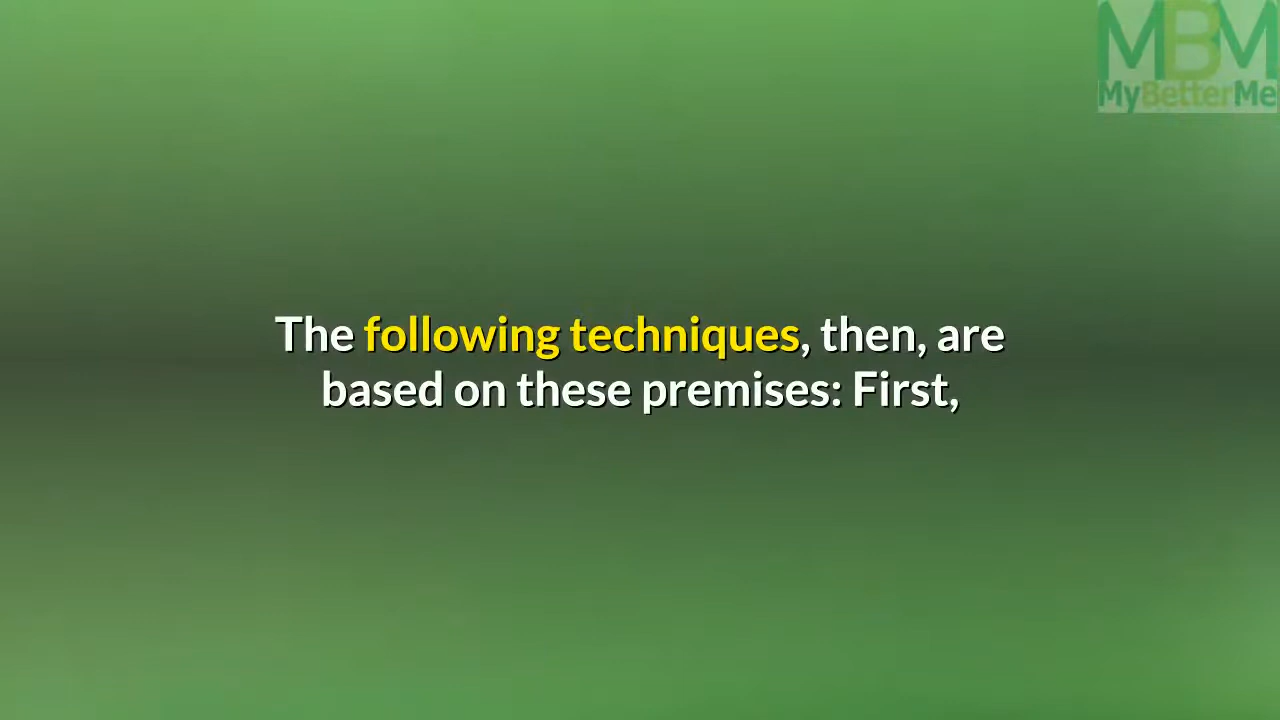 MBM
MyBetterMe
The following techniques, then, are
based on these premises: First,